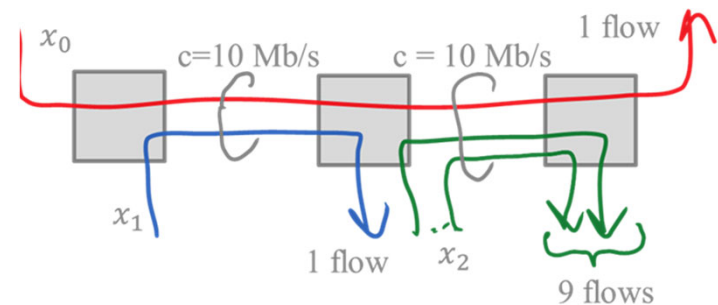 1 flow
x₀
c=10 Mb/s
c = 10 Mb/s
x₁
1 flow
x₂
9 flows